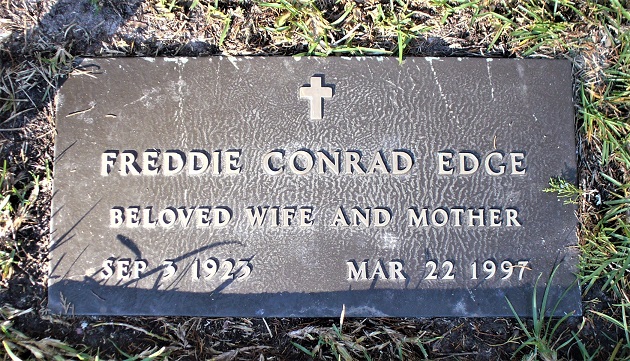 FREDDIE CONRAD EDGE
BELOVED WIFE AND MOTHER
SEP 3 1923 MAR 22 1997